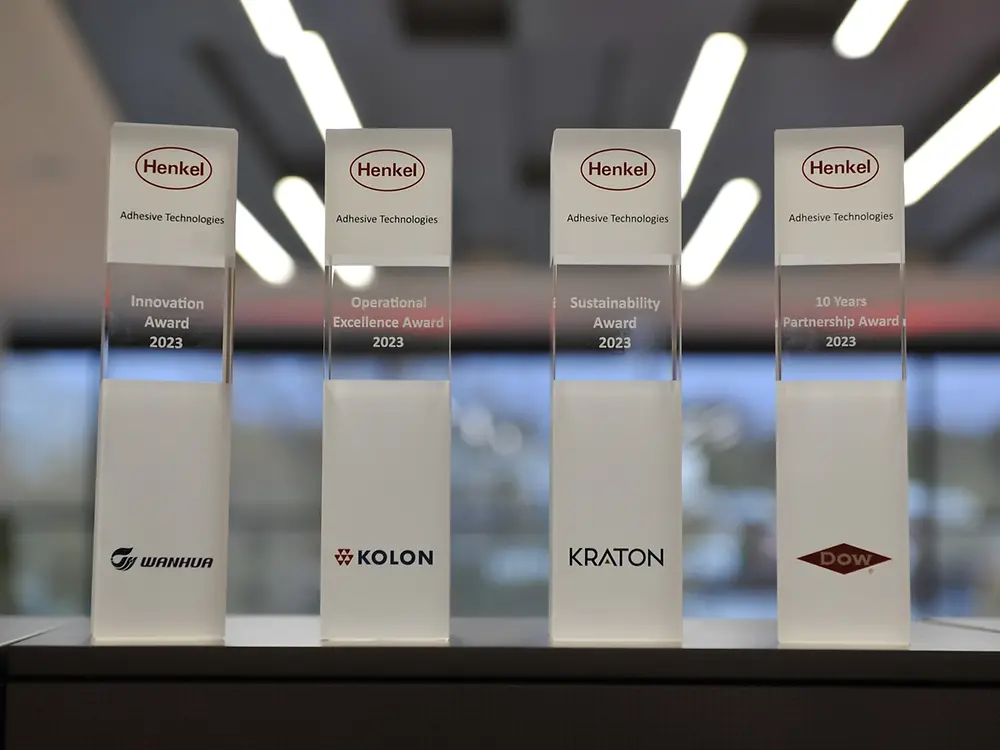 Henkel
Adhesive Technologies
Innovation
Award
2023
WANHUA
Henkel
Adhesive Technologies
Operational
Excellence Award
2023
KOLON
Henkel
Adhesive Technologies
Sustainability
Award
2023
KRATON
Henkel
Adhesive Technologies
10 Years
Partnership Award
2023
Dow